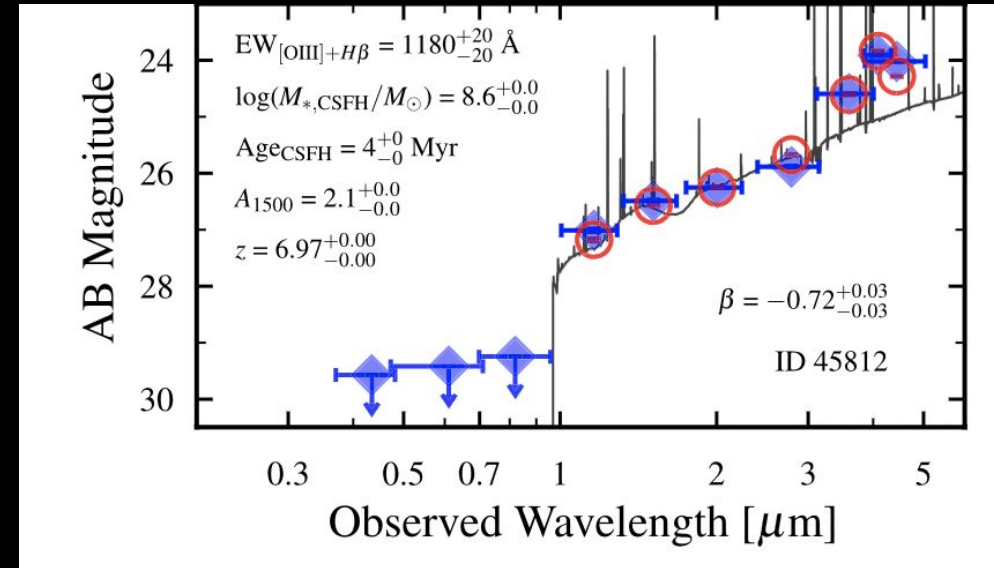 EW[OIII]+Hβ = 1180 +20 −20 Å
log(M∗,CSFH/M⊙) = 8.6 +0.0 −0.0
AgeCSFH = 4 +0 −0 Myr
A1500 = 2.1 +0.0 −0.0
z = 6.97 +0.00 −0.00
β = −0.72 +0.03 −0.03
ID 45812
AB Magnitude
24
26
28
30
0.3 0.5 0.7 1 2 3 5
Observed Wavelength [μm]